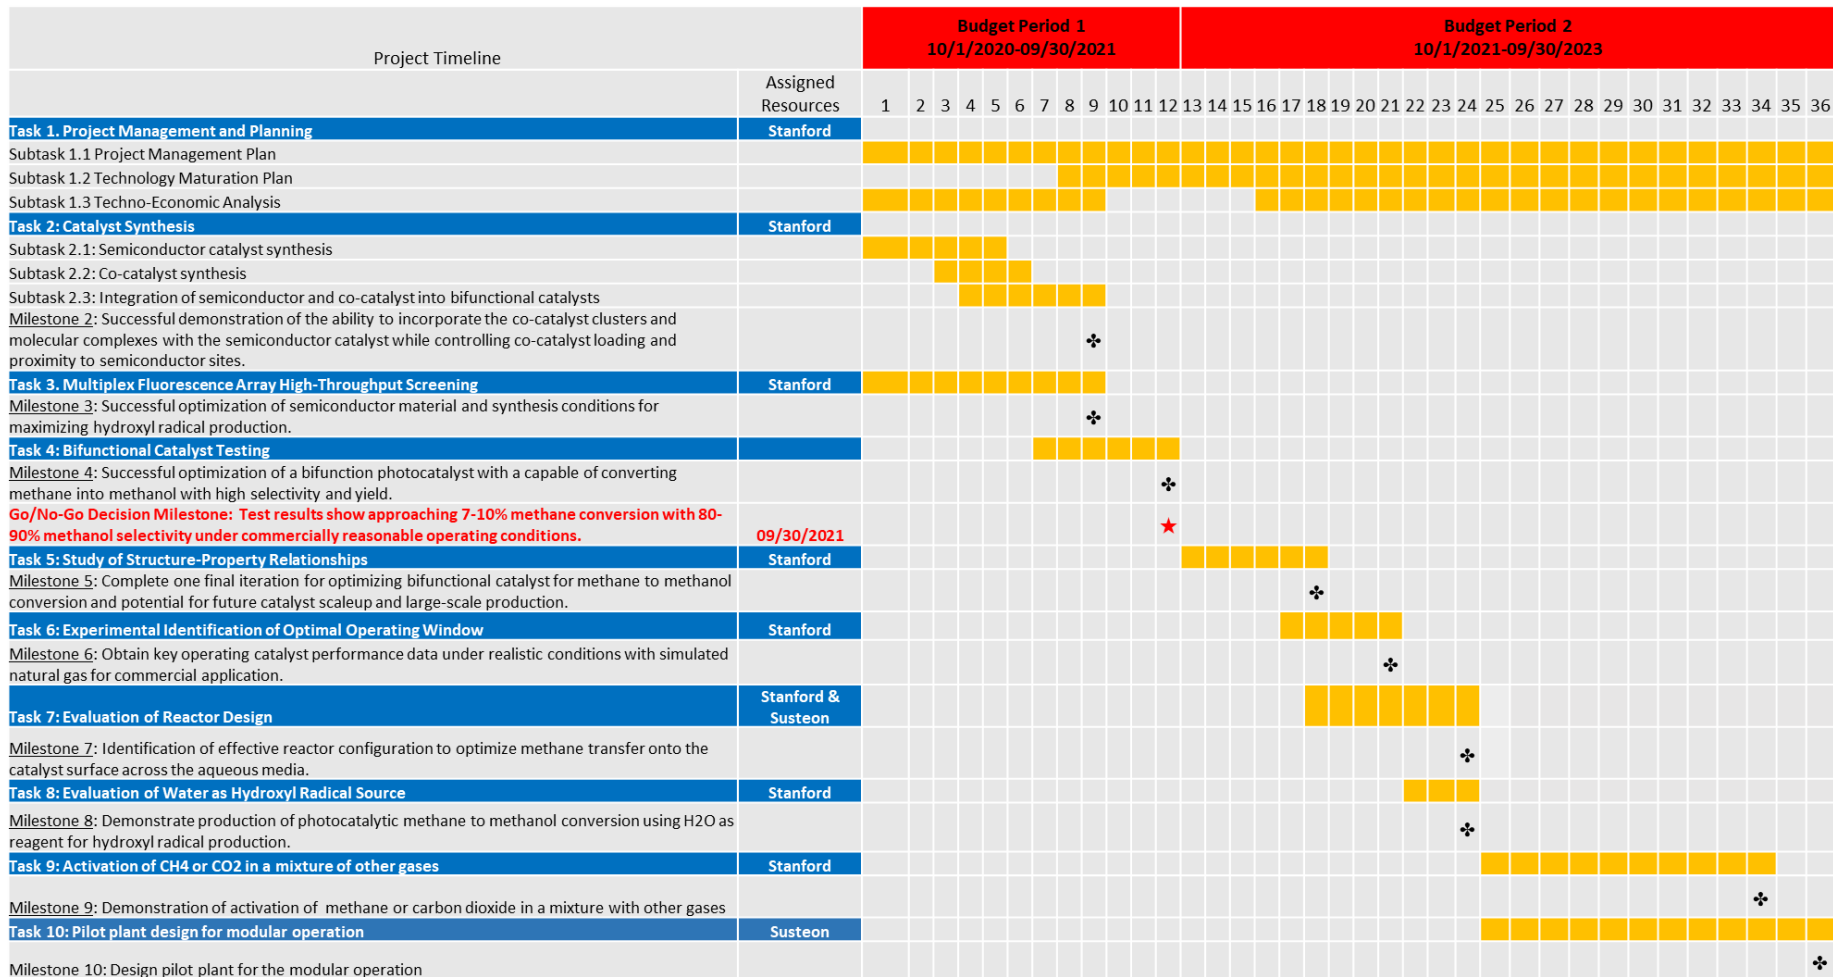 Budget Period 1
10/1/2020-09/30/2021
Budget Period 2
10/1/2021-09/30/2023
Project Timeline
Assigned
Resources
1 2 3 4 5 6 7 8 9 10 11 12 13 14 15 16 17 18 19 20 21 22 23 24 25 26 27 28 29 30 31 32 33 34 35 36
Task 1. Project Management and Planning Stanford
Subtask 1.1 Project Management Plan
Subtask 1.2 Technology Maturation Plan
Subtask 1.3 Techno-Economic Analysis
Task 2: Catalyst Synthesis Stanford
Subtask 2.1: Semiconductor catalyst synthesis
Subtask 2.2: Co-catalyst synthesis
Subtask 2.3: Integration of semiconductor and co-catalyst into bifunctional catalysts
Milestone 2: Successful demonstration of the ability to incorporate the co-catalyst clusters and
molecular complexes with the semiconductor catalyst while controlling co-catalyst loading and
proximity to semiconductor sites.
Task 3. Multiplex Fluorescence Array High-Throughput Screening Stanford
Milestone 3: Successful optimization of semiconductor material and synthesis conditions for
maximizing hydroxyl radical production.
Task 4: Bifunctional Catalyst Testing
Milestone 4: Successful optimization of a bifunction photocatalyst with a capable of converting
methane into methanol with high selectivity and yield.
Go/No-Go Decision Milestone: Test results show approaching 7-10% methane conversion with 80-
90% methanol selectivity under commercially reasonable operating conditions. 09/30/2021
Task 5: Study of Structure-Property Relationships Stanford
Milestone 5: Complete one final iteration for optimizing bifunctional catalyst for methane to methanol
conversion and potential for future catalyst scaleup and large-scale production.
Task 6: Experimental Identification of Optimal Operating Window Stanford
Milestone 6: Obtain key operating catalyst performance data under realistic conditions with simulated
natural gas for commercial application.
Stanford &
Task 7: Evaluation of Reactor Design Susteon
Milestone 7: Identification of effective reactor configuration to optimize methane transfer onto the
catalyst surface across the aqueous media.
Task 8: Evaluation of Water as Hydroxyl Radical Source Stanford
Milestone 8: Demonstrate production of photocatalytic methane to methanol conversion using H2O as
reagent for hydroxyl radical production.
Task 9: Activation of CH4 or CO2 in a mixture of other gases Stanford
Milestone 9: Demonstration of activation of methane or carbon dioxide in a mixture with other gases
Task 10: Pilot plant design for modular operation Susteon
Milestone 10: Design pilot plant for the modular operation